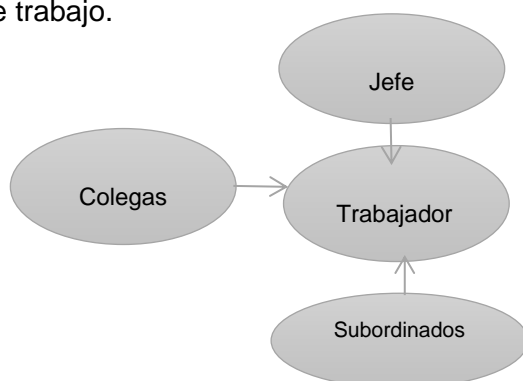 e trabajo.
Jefe
Colegas
Trabajador
Subordinados